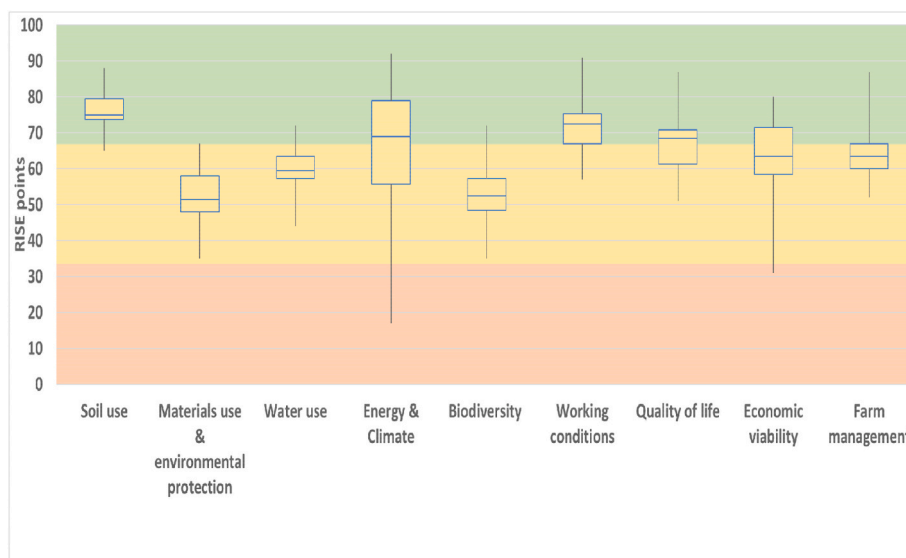 100
90
80
70
60
50
40
30
20
10
0
RISE points
Soil use
Materials use
&
environmental
protection
Water use
Energy &
Climate
Biodiversity
Working
conditions
Quality of life
Economic
viability
Farm
management